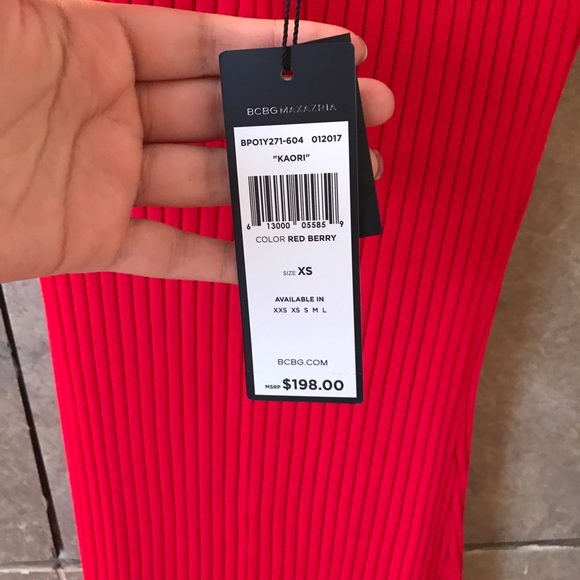 BCBGMAXAZRIA
BPO1Y271-604 012017
"KAORI"
6 13000 05585 9
COLOR RED BERRY
SIZE XS
AVAILABLE IN
XXS XS S M L
BCBG.COM
MSRP $198.00